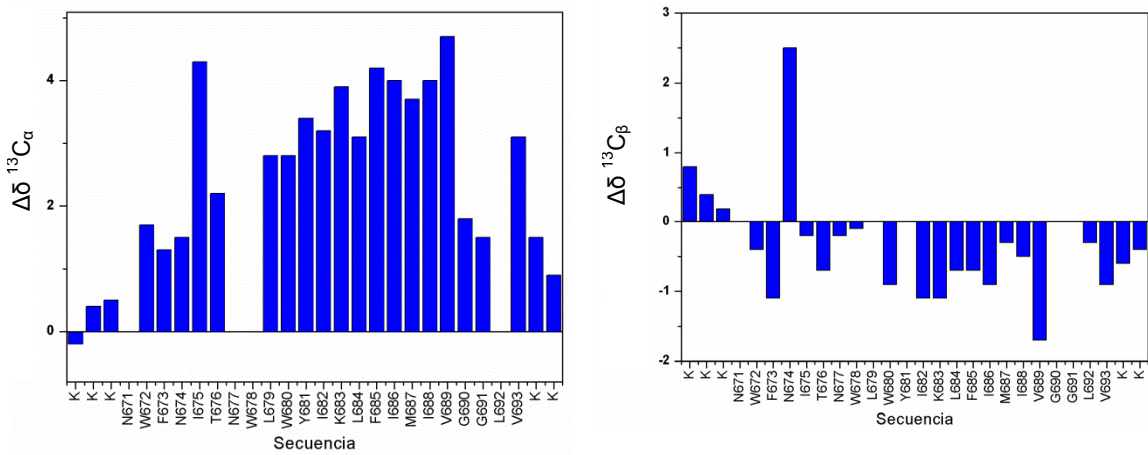 Δδ ¹³Cα
4
2
0
K
K
K
N671
W672
F673
N674
I675
T676
N677
W678
L679
W680
Y681
I682
K683
L684
F685
I686
M687
I688
V689
G690
G691
L692
V693
K
K
Secuencia
Δδ ¹³Cβ
3
2
1
0
-1
-2
K
K
K
N671
W672
F673
N674
I675
T676
N677
W678
L679
W680
Y681
I682
K683
L684
F685
I686
M687
I688
V689
G690
G691
L692
V693
K
K
Secuencia